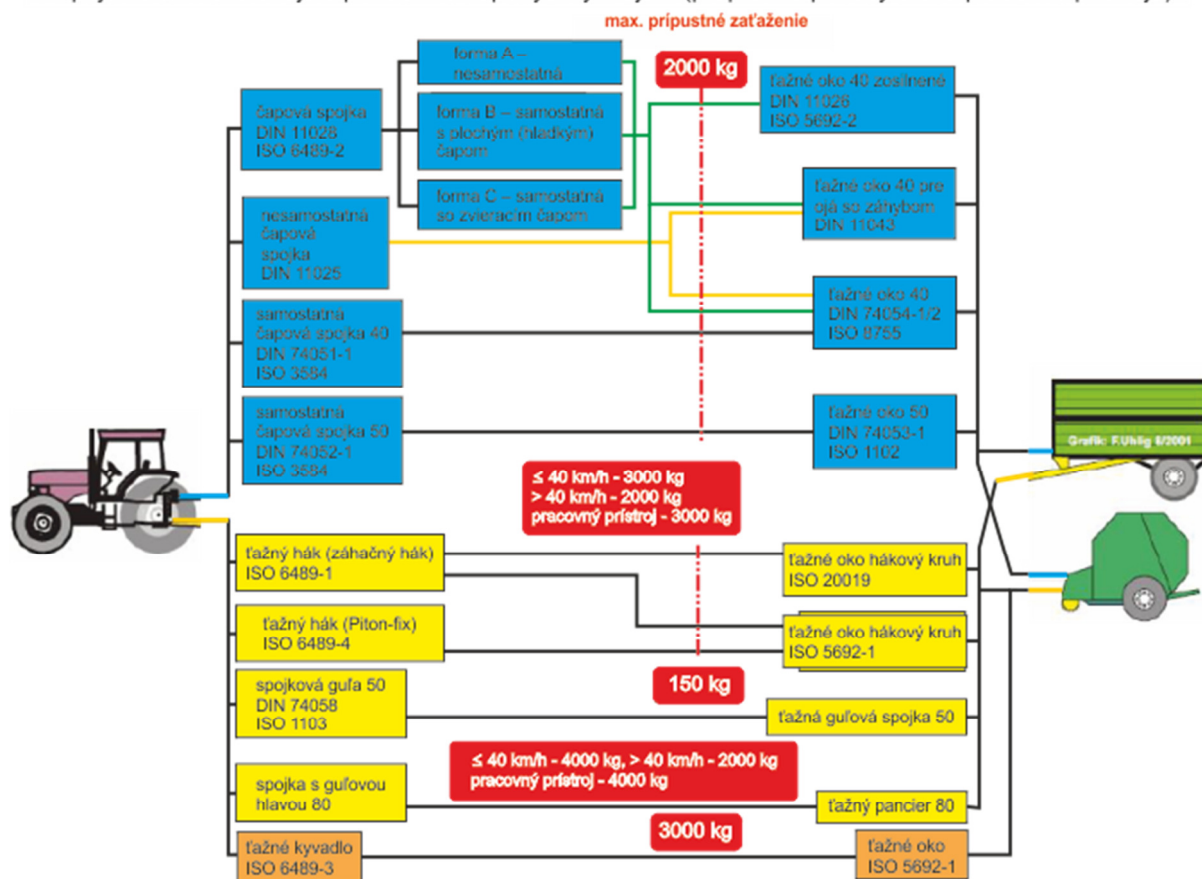 max. prípustné zaťaženie
forma A –
nesamostatná
2000 kg
ťažné oko 40 zosilnené
DIN 11026
ISO 5692-2
čapová spojka
DIN 11028
ISO 6489-2
forma B – samostatná
s plochým (hladkým)
čapom
forma C – samostatná
so zvieracím čapom
ťažné oko 40 pre
ojá so záhybom
DIN 11043
nesamostatná
čapová
spojka
DIN 11025
samostatná
čapová spojka 40
DIN 74051-1
ISO 3584
ťažné oko 40
DIN 74054-1/2
ISO 8755
samostatná
čapová spojka 50
DIN 74052-1
ISO 3584
ťažné oko 50
DIN 74053-1
ISO 1102
Grafik: F.Uhlig 8/2001
≤ 40 km/h - 3000 kg
> 40 km/h - 2000 kg
pracovný prístroj - 3000 kg
ťažný hák (záhačný hák)
ISO 6489-1
ťažné oko hákový kruh
ISO 20019
ťažný hák (Piton-fix)
ISO 6489-4
ťažné oko hákový kruh
ISO 5692-1
150 kg
spojková guľa 50
DIN 74058
ISO 1103
ťažná guľová spojka 50
≤ 40 km/h - 4000 kg, > 40 km/h - 2000 kg
pracovný prístroj - 4000 kg
spojka s guľovou
hlavou 80
ťažný pancier 80
3000 kg
ťažné kyvadlo
ISO 6489-3
ťažné oko
ISO 5692-1